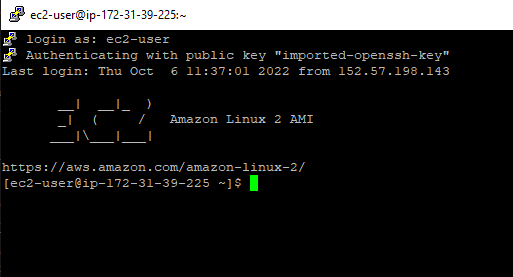 ec2-user@ip-172-31-39-225:~
login as: ec2-user
Authenticating with public key "imported-openssh-key"
Last login: Thu Oct  6 11:37:01 2022 from 152.57.198.143
       __|  __|_  )
       _|  (     /   Amazon Linux 2 AMI
      ___|\___|___|
https://aws.amazon.com/amazon-linux-2/
[ec2-user@ip-172-31-39-225 ~]$